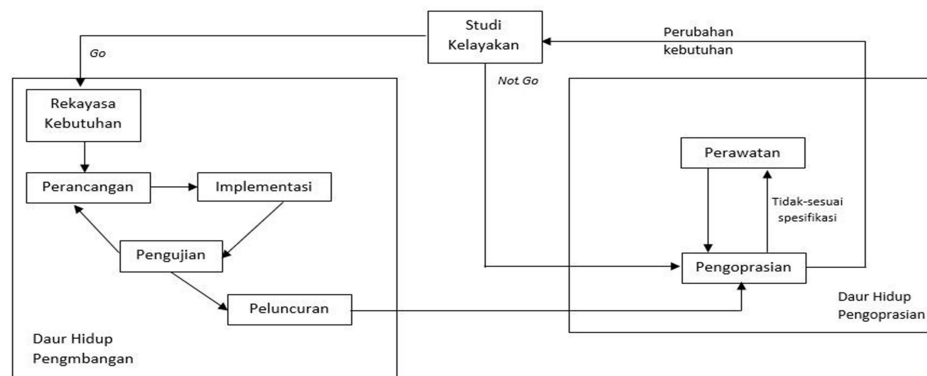 Studi
Kelayakan
Perubahan
kebutuhan
Go
Not Go
Rekayasa
Kebutuhan
Perancangan
Implementasi
Pengujian
Peluncuran
Daur Hidup
Pengmbangan
Perawatan
Tidak-sesuai
spesifikasi
Pengoprasian
Daur Hidup
Pengoprasian